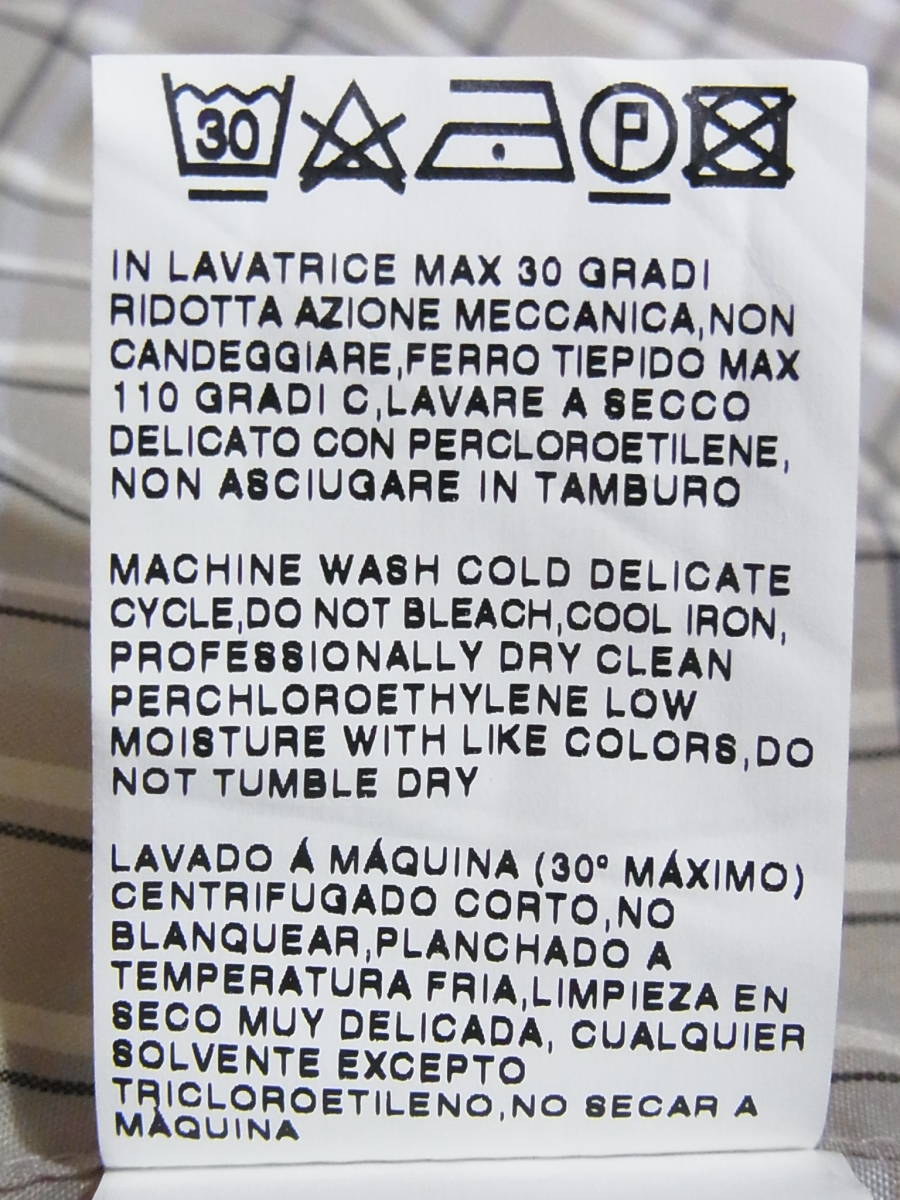 30 P
IN LAVATRICE MAX 30 GRADI
RIDOTTA AZIONE MECCANICA,NON
CANDEGGIARE,FERRO TIEPIDO MAX
110 GRADI C,LAVARE A SECCO
DELICATO CON PERCLOROETILENE,
NON ASCIUGARE IN TAMBURO
MACHINE WASH COLD DELICATE
CYCLE,DO NOT BLEACH,COOL IRON,
PROFESSIONALLY DRY CLEAN
PERCHLOROETHYLENE LOW
MOISTURE WITH LIKE COLORS,DO
NOT TUMBLE DRY
LAVADO Á MÁQUINA (30° MÁXIMO)
CENTRIFUGADO CORTO,NO
BLANQUEAR,PLANCHADO A
TEMPERATURA FRIA,LIMPIEZA EN
SECO MUY DELICADA, CUALQUIER
SOLVENTE EXCEPTO
TRICLOROETILENO,NO SECAR A
MÁQUINA